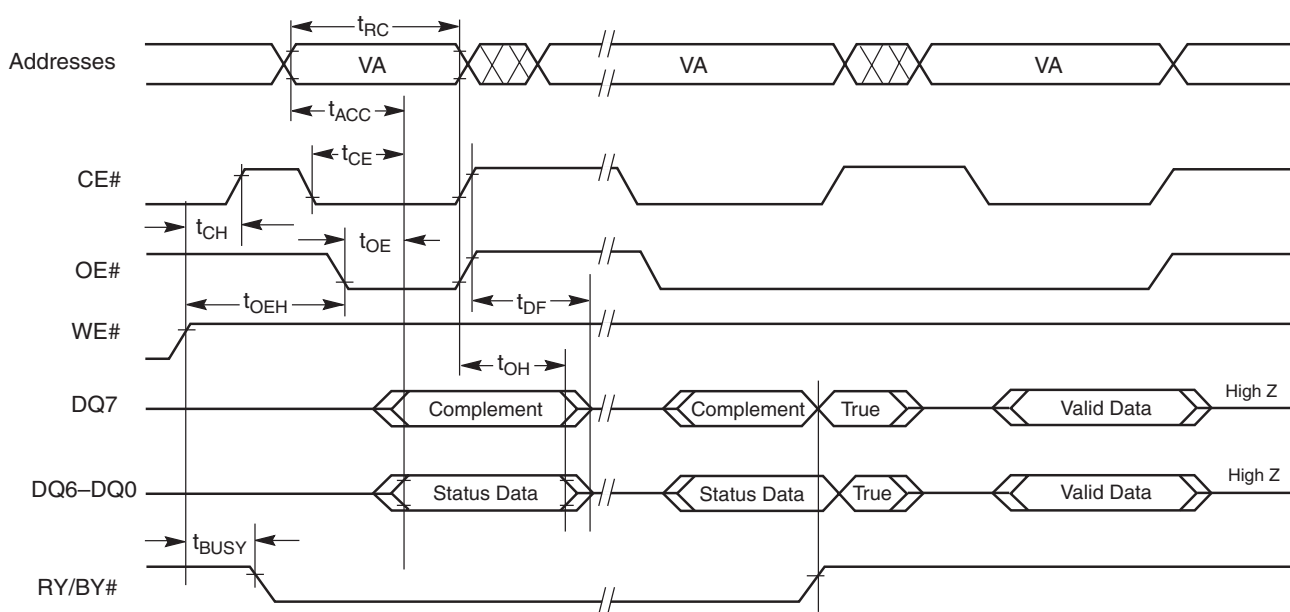 tRC
Addresses VA VA VA
tACC
tCE
CE#
tCH tOE
OE#
tOEH tDF
WE#
tOH
DQ7 Complement Complement True Valid Data High Z
DQ6–DQ0 Status Data Status Data True Valid Data High Z
tBUSY
RY/BY#